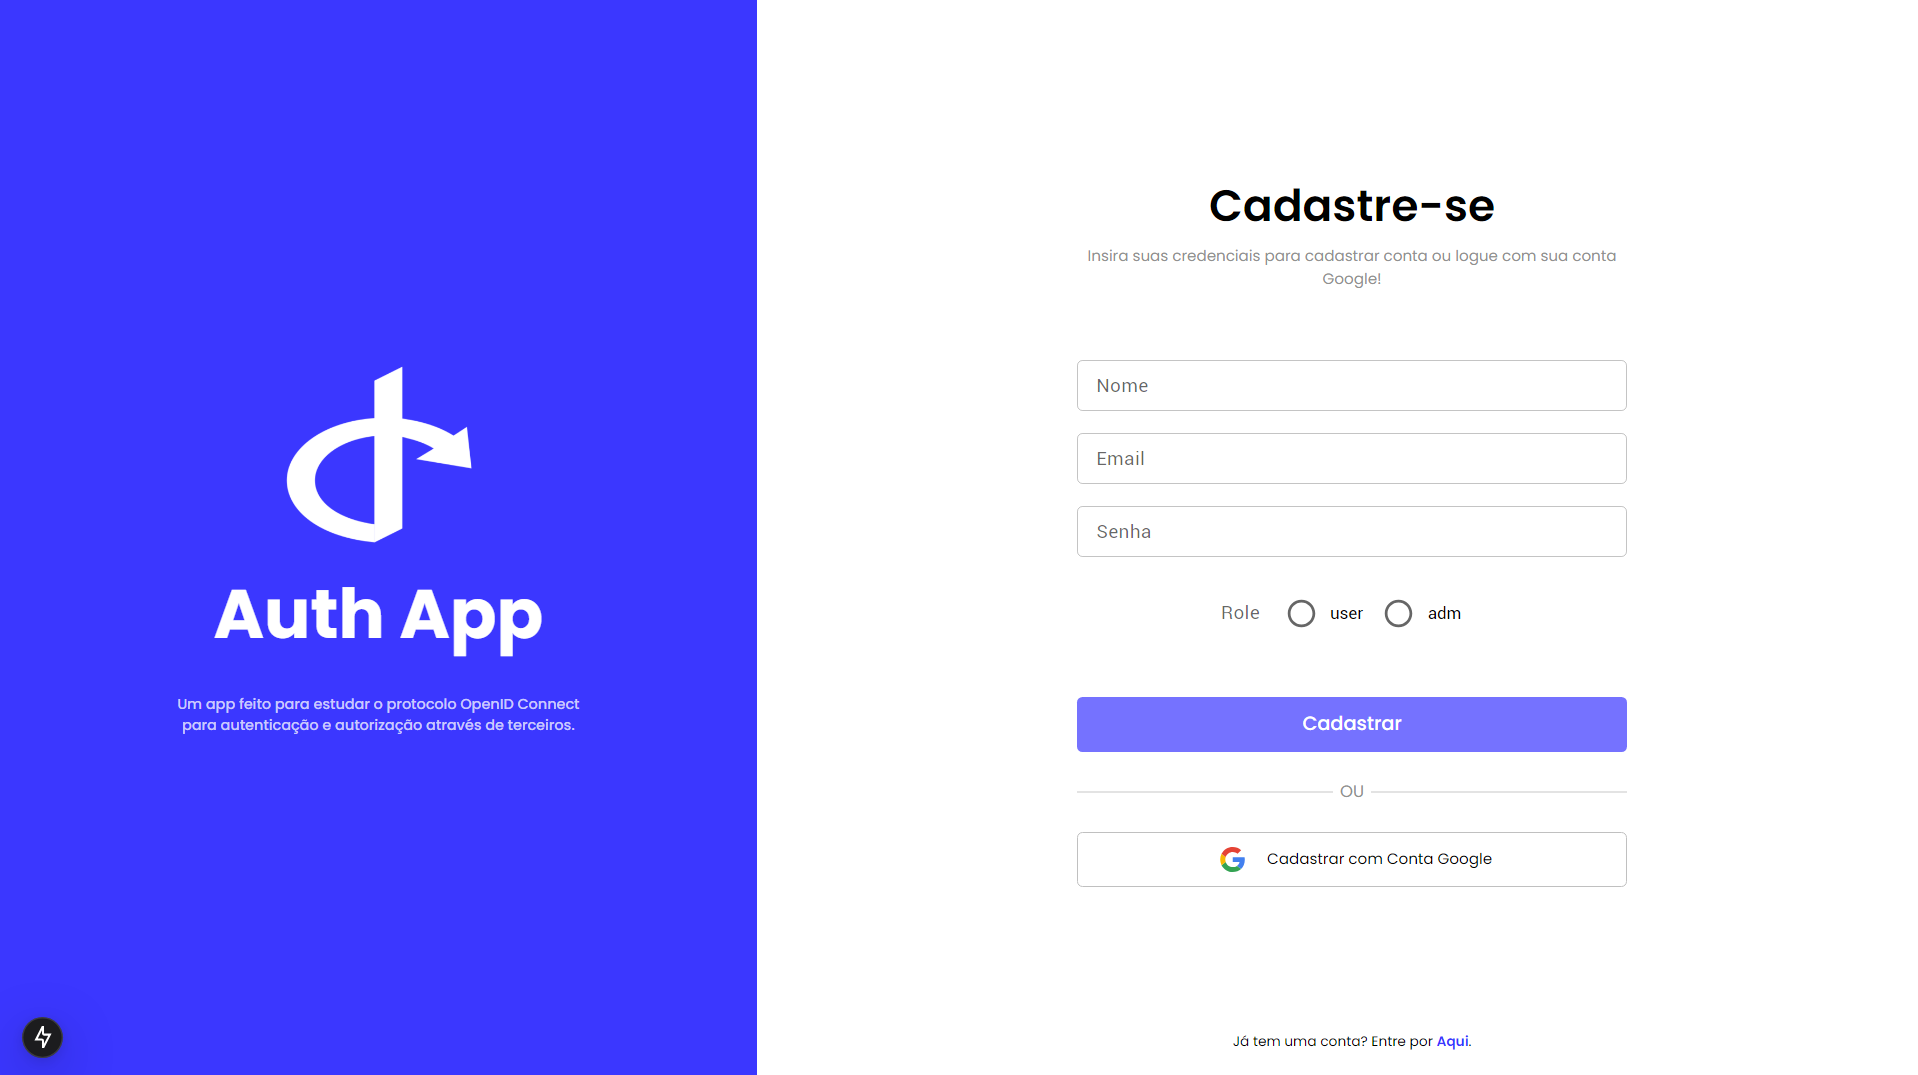 Auth App
Um app feito para estudar o protocolo OpenID Connect
para autenticação e autorização através de terceiros.
Cadastre-se
Insira suas credenciais para cadastrar conta ou logue com sua conta
Google!
Nome
Email
Senha
Role user adm
Cadastrar
OU
Cadastrar com Conta Google
Já tem uma conta? Entre por Aqui.